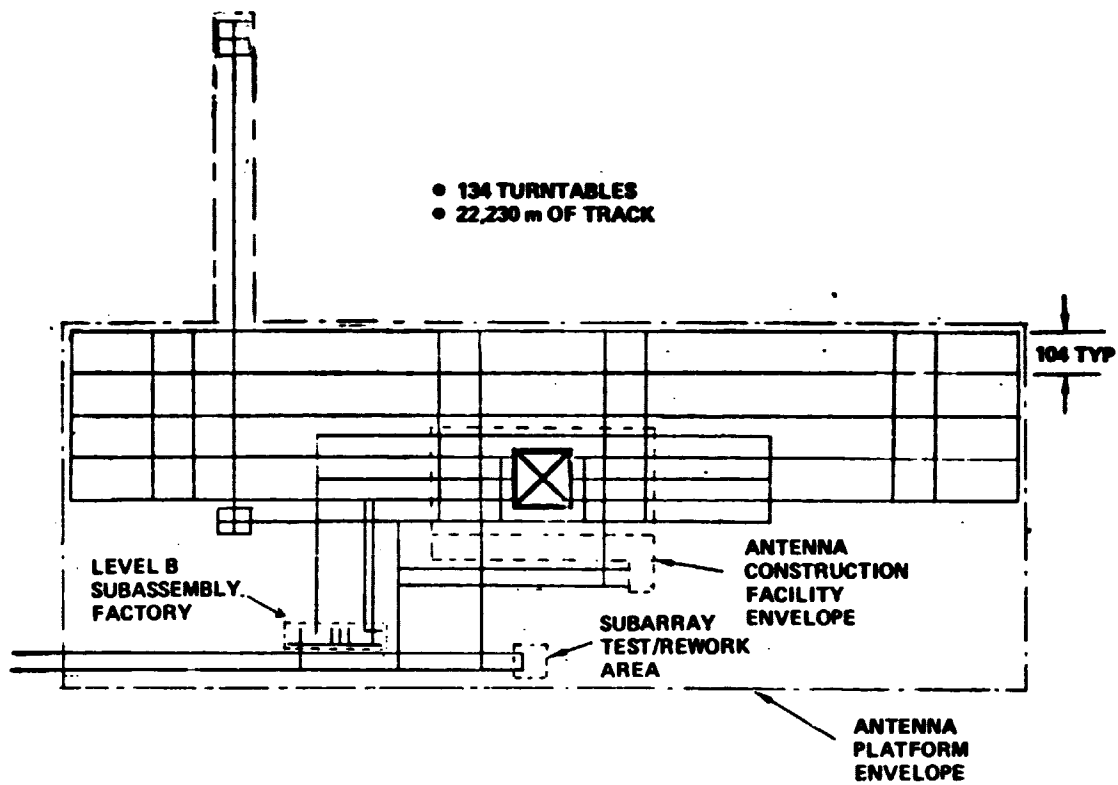 ● 134 TURNTABLES
● 22,230 m OF TRACK
104 TYP
LEVEL B
SUBASSEMBLY
FACTORY
ANTENNA
CONSTRUCTION
FACILITY
ENVELOPE
SUBARRAY
TEST/REWORK
AREA
ANTENNA
PLATFORM
ENVELOPE